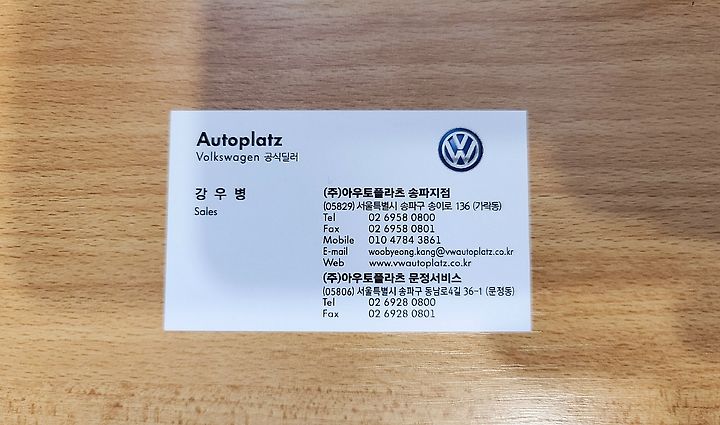 Autoplatz
Volkswagen 공식딜러
강 우 병
Sales
(주)아우토플라츠 송파지점
(05829) 서울특별시 송파구 송이로 136 (가락동)
Tel 02 6958 0800
Fax 02 6958 0801
Mobile 010 4784 3861
E-mail woobyeong.kang@vwautoplatz.co.kr
Web www.vwautoplatz.co.kr
(주)아우토플라츠 문정서비스
(05806) 서울특별시 송파구 동남로4길 36-1 (문정동)
Tel 02 6928 0800
Fax 02 6928 0801